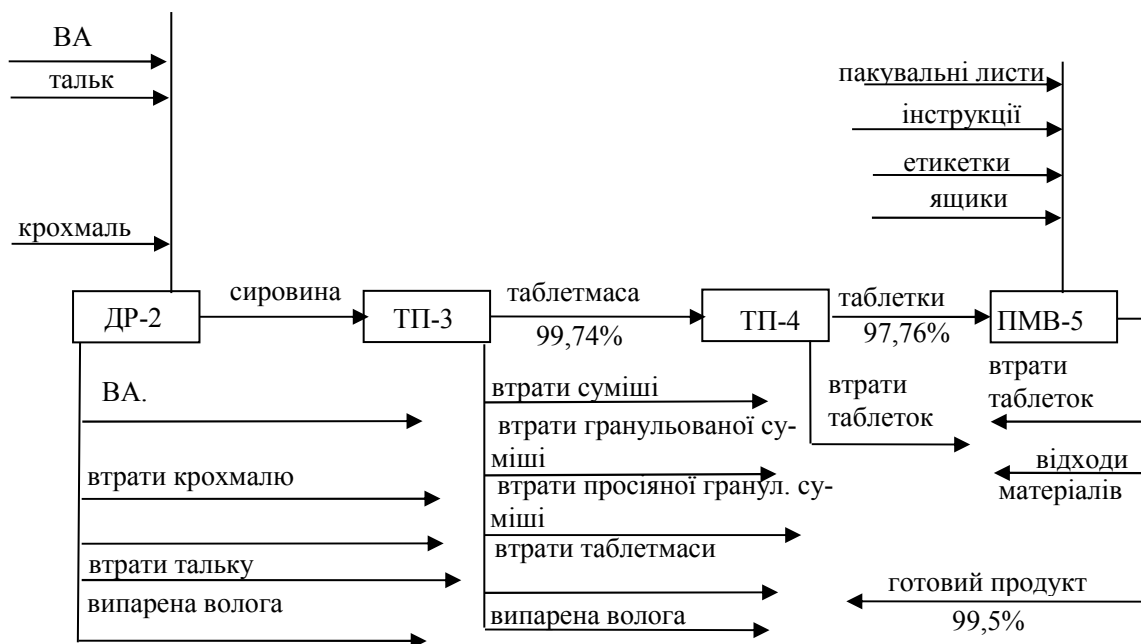 ВА
тальк
крохмаль
пакувальні листи
інструкції
етикетки
ящики
ДР-2
сировина
ТП-3
таблетмаса
99,74%
ТП-4
таблетки
97,76%
ПМВ-5
ВА.
втрати крохмалю
втрати тальку
випарена волога
втрати суміші
втрати гранульованої су-
міші
втрати просіяної гранул. су-
міші
втрати таблетмаси
випарена волога
втрати
таблеток
втрати
таблеток
відходи
матеріалів
готовий продукт
99,5%